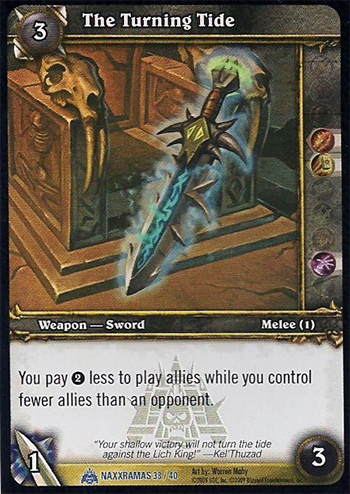 3
The Turning Tide
Weapon — Sword
Melee (1)
You pay 2 less to play allies while you control
fewer allies than an opponent.
"Your shallow victory will not turn the tide
against the Lich King!" —Kel'Thuzad
1
NAXXRAMAS 38 / 40
Art by: Warren Mahy
3